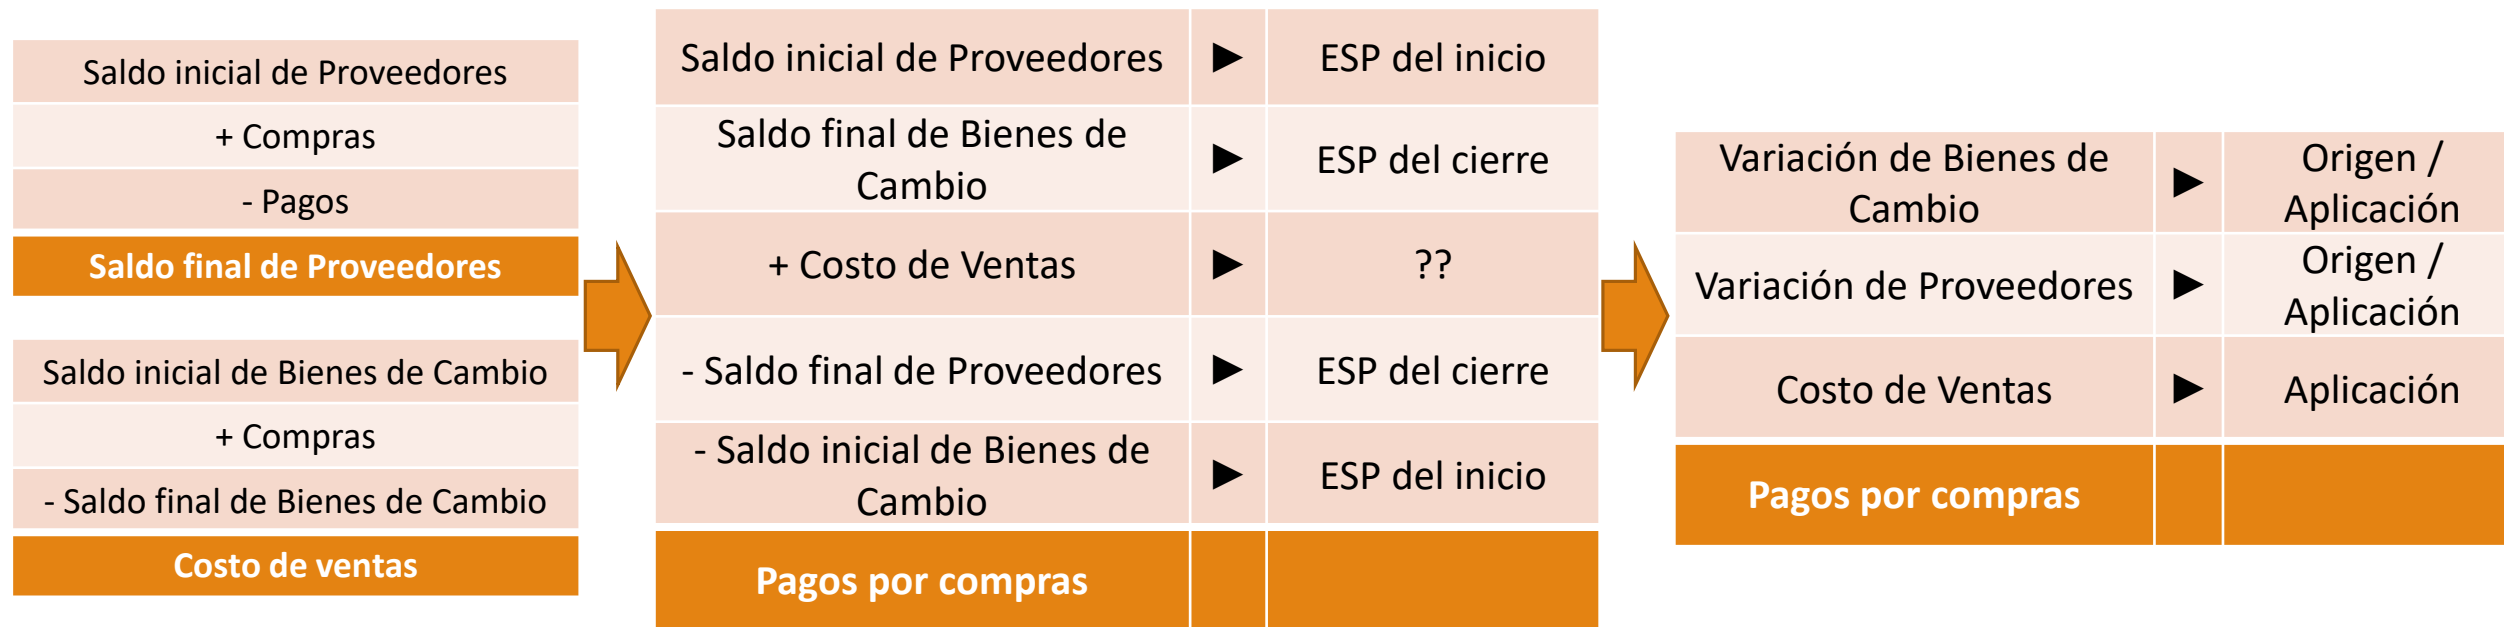 Saldo inicial de Proveedores
+ Compras
- Pagos
Saldo final de Proveedores
Saldo inicial de Bienes de Cambio
+ Compras
- Saldo final de Bienes de Cambio
Costo de ventas
Saldo inicial de Proveedores ► ESP del inicio
Saldo final de Bienes de
Cambio ► ESP del cierre
+ Costo de Ventas ► ??
- Saldo final de Proveedores ► ESP del cierre
- Saldo inicial de Bienes de
Cambio ► ESP del inicio
Pagos por compras
Variación de Bienes de
Cambio ► Origen /
Aplicación
Variación de Proveedores ► Origen /
Aplicación
Costo de Ventas ► Aplicación
Pagos por compras